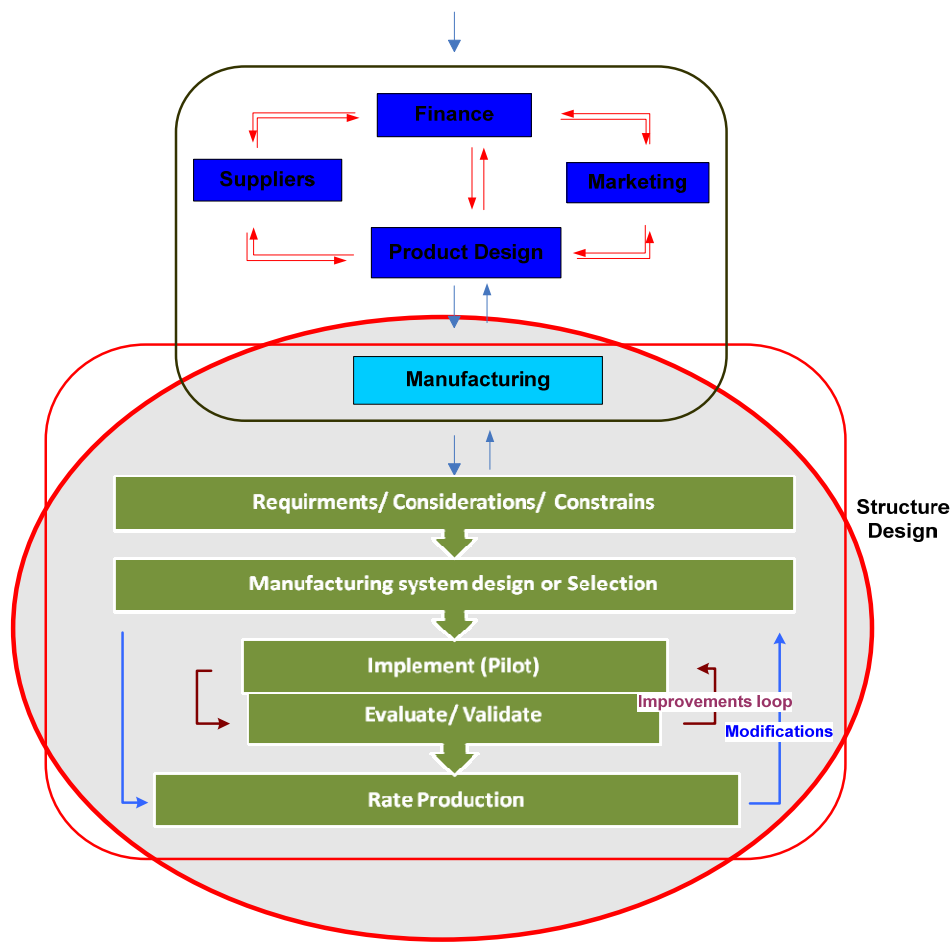 Finance
Suppliers
Marketing
Product Design
Manufacturing
Requirments/ Considerations/ Constrains
Structure
Design
Manufacturing system design or Selection
Implement (Pilot)
Improvements loop
Evaluate/ Validate
Modifications
Rate Production